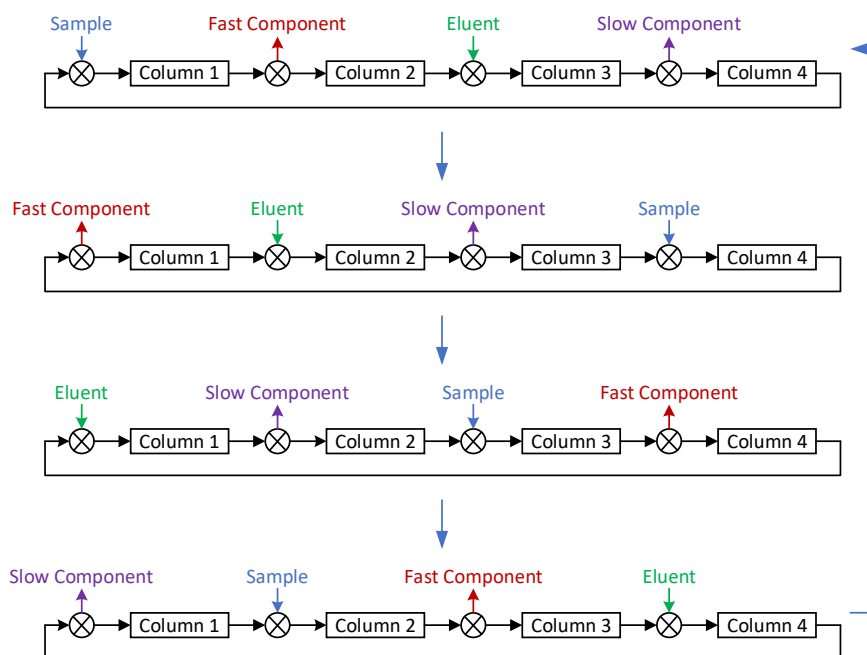 Sample Fast Component Eluent Slow Component
Column 1 Column 2 Column 3 Column 4
Fast Component Eluent Slow Component Sample
Column 1 Column 2 Column 3 Column 4
Eluent Slow Component Sample Fast Component
Column 1 Column 2 Column 3 Column 4
Slow Component Sample Fast Component Eluent
Column 1 Column 2 Column 3 Column 4